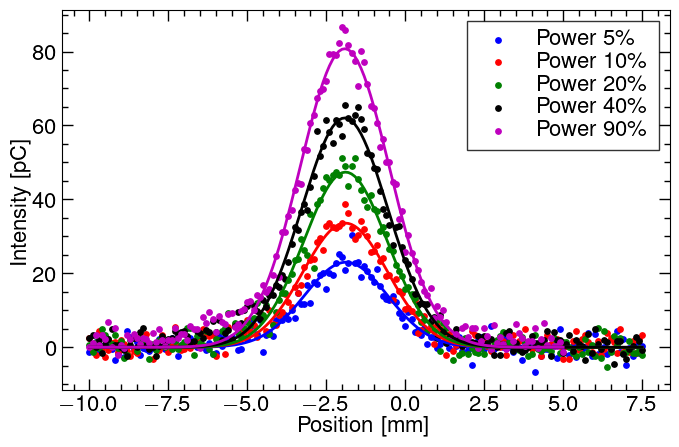 Power 5%
Power 10%
Power 20%
Power 40%
Power 90%
Intensity [pC]
80
60
40
20
0
−10.0 −7.5 −5.0 −2.5 0.0 2.5 5.0 7.5
Position [mm]